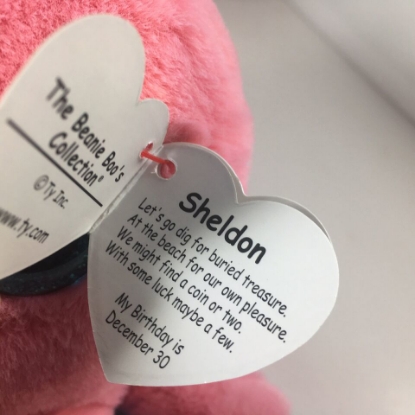 The Beanie Boo's
Collection®
© Ty Inc.
www.ty.com
Sheldon
Let's go dig for buried treasure.
At the beach for our own pleasure.
We might find a coin or two.
With some luck maybe a few.
My Birthday is
December 30